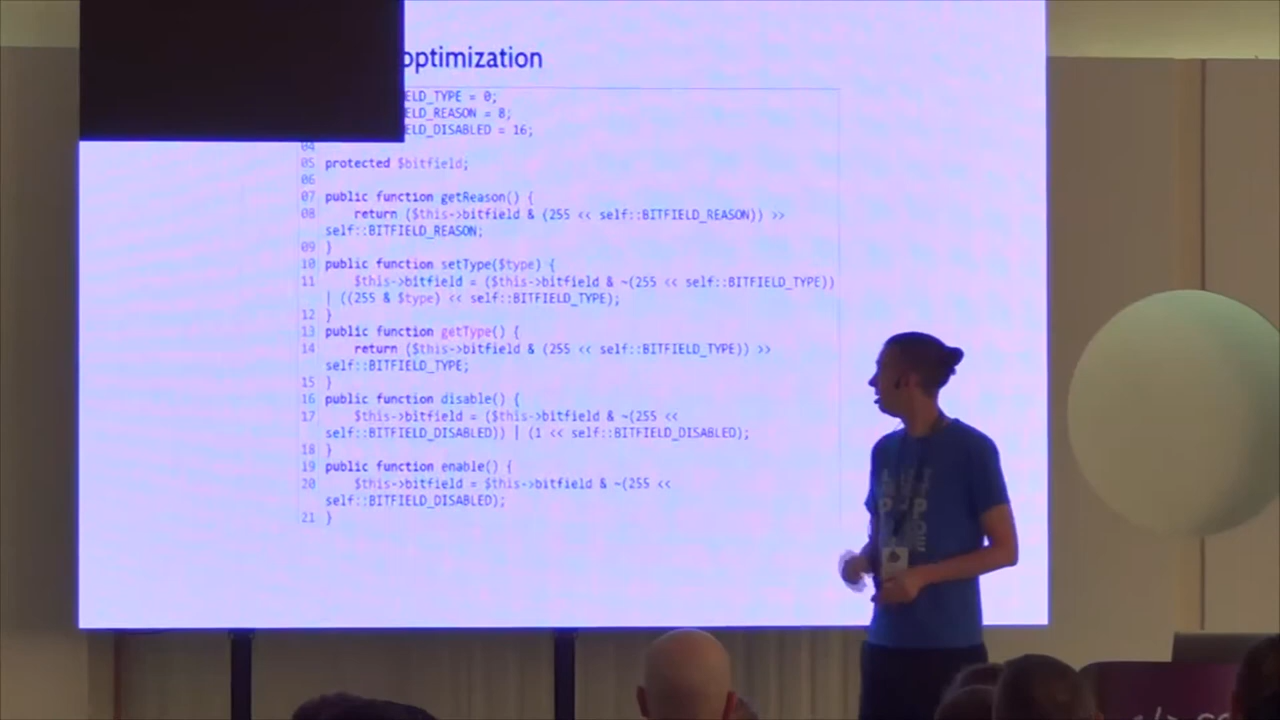 optimization
ELD_TYPE = 0;
ELD_REASON = 8;
ELD_DISABLED = 16;
04
05 protected $bitfield;
06
07 public function getReason() {
08 return ($this->bitfield & (255 << self::BITFIELD_REASON)) >>
self::BITFIELD_REASON;
09 }
10 public function setType($type) {
11 $this->bitfield = ($this->bitfield & ~(255 << self::BITFIELD_TYPE))
| ((255 & $type) << self::BITFIELD_TYPE);
12 }
13 public function getType() {
14 return ($this->bitfield & (255 << self::BITFIELD_TYPE)) >>
self::BITFIELD_TYPE;
15 }
16 public function disable() {
17 $this->bitfield = ($this->bitfield & ~(255 <<
self::BITFIELD_DISABLED)) | (1 << self::BITFIELD_DISABLED);
18 }
19 public function enable() {
20 $this->bitfield = $this->bitfield & ~(255 <<
self::BITFIELD_DISABLED);
21 }